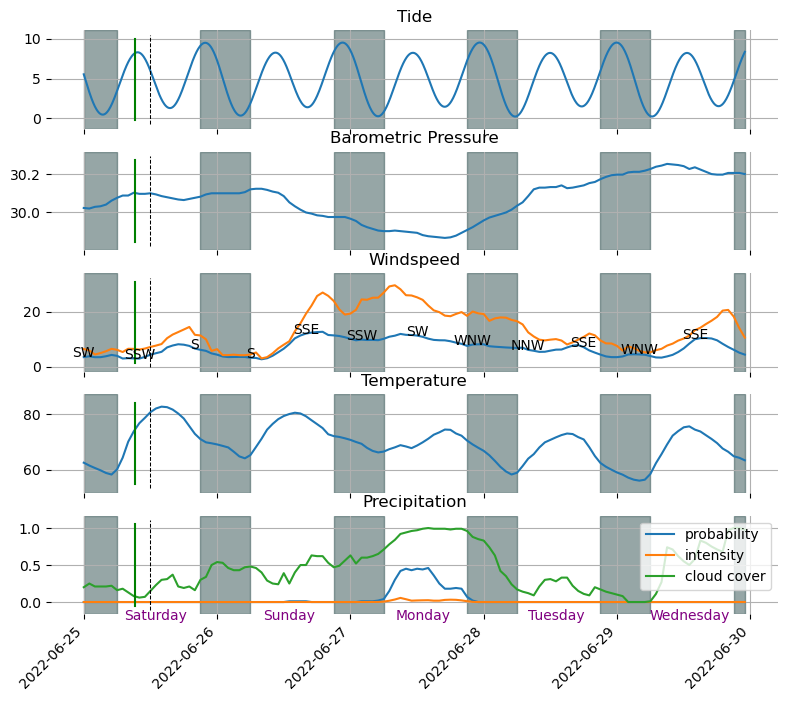 Tide
10
5
0
Barometric Pressure
30.2
30.0
Windspeed
20
0
SW
SSW
S
S
SSE
SSW
SW
WNW
NNW
SSE
WNW
SSE
Temperature
80
60
Precipitation
1.0
0.5
0.0
probability
intensity
cloud cover
Saturday
Sunday
Monday
Tuesday
Wednesday
2022-06-25
2022-06-26
2022-06-27
2022-06-28
2022-06-29
2022-06-30